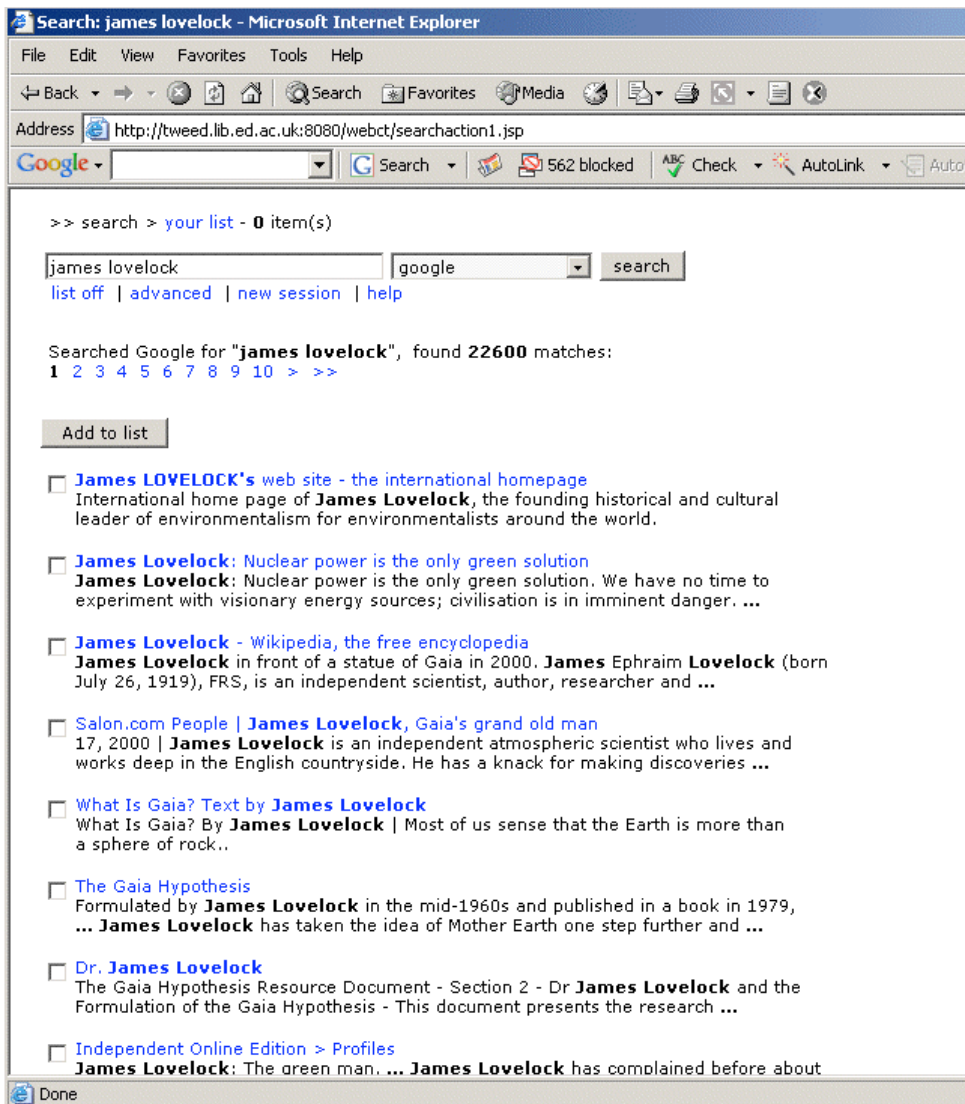 Search: james lovelock - Microsoft Internet Explorer
File Edit View Favorites Tools Help
Back Search Favorites Media
Address http://tweed.lib.ed.ac.uk:8080/webct/searchaction1.jsp
Google Search 562 blocked ABC Check AutoLink Auto
>> search > your list - 0 item(s)
james lovelock google search
list off | advanced | new session | help
Searched Google for "james lovelock", found 22600 matches:
1 2 3 4 5 6 7 8 9 10 > >>
Add to list
James LOVELOCK's web site - the international homepage
International home page of James Lovelock, the founding historical and cultural
leader of environmentalism for environmentalists around the world.
James Lovelock: Nuclear power is the only green solution
James Lovelock: Nuclear power is the only green solution. We have no time to
experiment with visionary energy sources; civilisation is in imminent danger. ...
James Lovelock - Wikipedia, the free encyclopedia
James Lovelock in front of a statue of Gaia in 2000. James Ephraim Lovelock (born
July 26, 1919), FRS, is an independent scientist, author, researcher and ...
Salon.com People | James Lovelock, Gaia's grand old man
17, 2000 | James Lovelock is an independent atmospheric scientist who lives and
works deep in the English countryside. He has a knack for making discoveries ...
What Is Gaia? Text by James Lovelock
What Is Gaia? By James Lovelock | Most of us sense that the Earth is more than
a sphere of rock..
The Gaia Hypothesis
Formulated by James Lovelock in the mid-1960s and published in a book in 1979,
... James Lovelock has taken the idea of Mother Earth one step further and ...
Dr. James Lovelock
The Gaia Hypothesis Resource Document - Section 2 - Dr James Lovelock and the
Formulation of the Gaia Hypothesis - This document presents the research ...
Independent Online Edition > Profiles
James Lovelock: The green man. ... James Lovelock has complained before about
Done